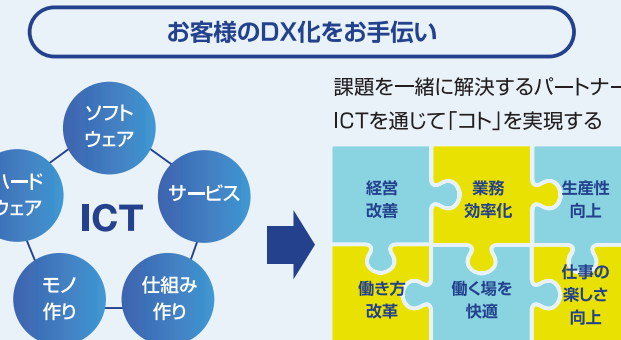 お客様のDX化をお手伝い
課題を一緒に解決するパートナー
ICTを通じて「コト」を実現する
ソフト
ウェア
ハード
ウェア
サービス
ICT
モノ
作り
仕組み
作り
経営
改善
業務
効率化
生産性
向上
働き方
改革
働く場を
快適
仕事の
楽しさ
向上